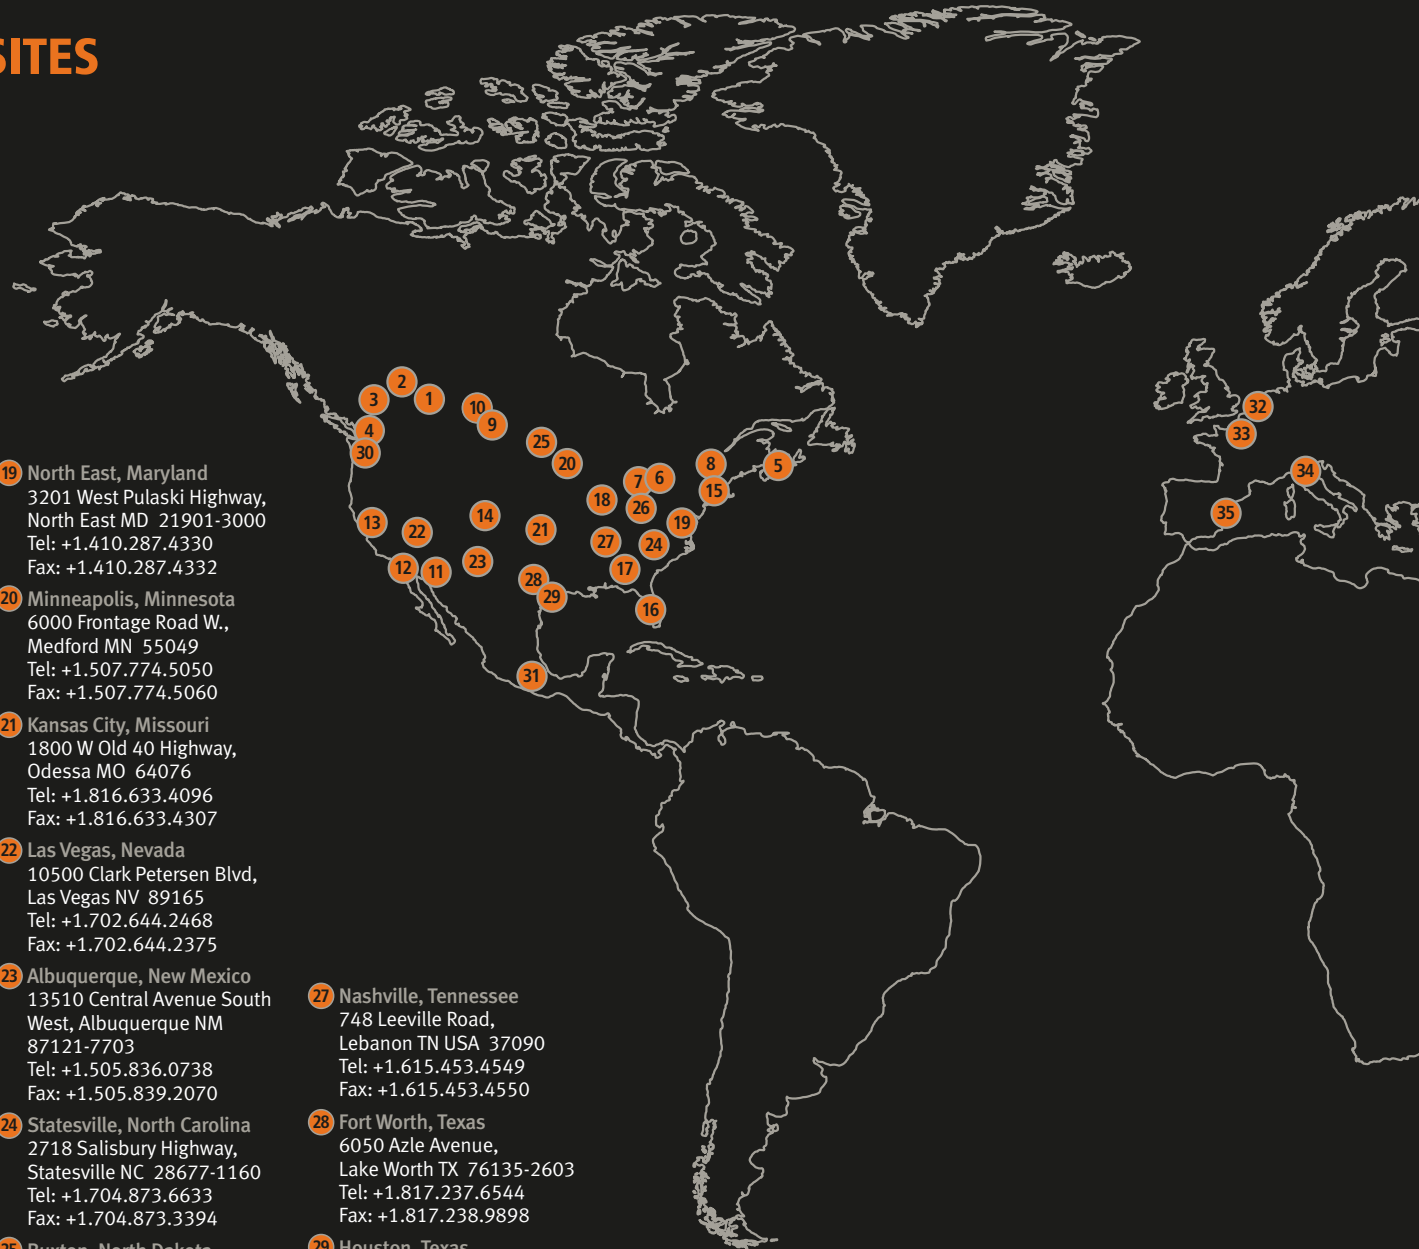 SITES
2
3
1
10
9
4
30
25
20
8
5
7
6
15
18
26
13
22
14
21
19
27
24
12
11
23
28
17
29
16
31
32
33
34
35
19 North East, Maryland
3201 West Pulaski Highway,
North East MD 21901-3000
Tel: +1.410.287.4330
Fax: +1.410.287.4332
20 Minneapolis, Minnesota
6000 Frontage Road W.,
Medford MN 55049
Tel: +1.507.774.5050
Fax: +1.507.774.5060
21 Kansas City, Missouri
1800 W Old 40 Highway,
Odessa MO 64076
Tel: +1.816.633.4096
Fax: +1.816.633.4307
22 Las Vegas, Nevada
10500 Clark Petersen Blvd,
Las Vegas NV 89165
Tel: +1.702.644.2468
Fax: +1.702.644.2375
23 Albuquerque, New Mexico
13510 Central Avenue South
West, Albuquerque NM
87121-7703
Tel: +1.505.836.0738
Fax: +1.505.839.2070
24 Statesville, North Carolina
2718 Salisbury Highway,
Statesville NC 28677-1160
Tel: +1.704.873.6633
Fax: +1.704.873.3394
25 Buxton, North Dakota
27 Nashville, Tennessee
748 Leeville Road,
Lebanon TN USA 37090
Tel: +1.615.453.4549
Fax: +1.615.453.4550
28 Fort Worth, Texas
6050 Azle Avenue,
Lake Worth TX 76135-2603
Tel: +1.817.237.6544
Fax: +1.817.238.9898
29 Houston, Texas